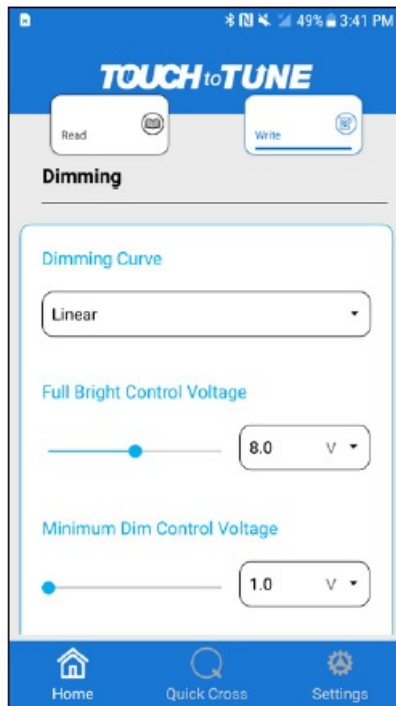 49% 3:41 PM
TOUCH to TUNE
Read
Write
Dimming
Dimming Curve
Linear
Full Bright Control Voltage
8.0 V
Minimum Dim Control Voltage
1.0 V
Home
Quick Cross
Settings